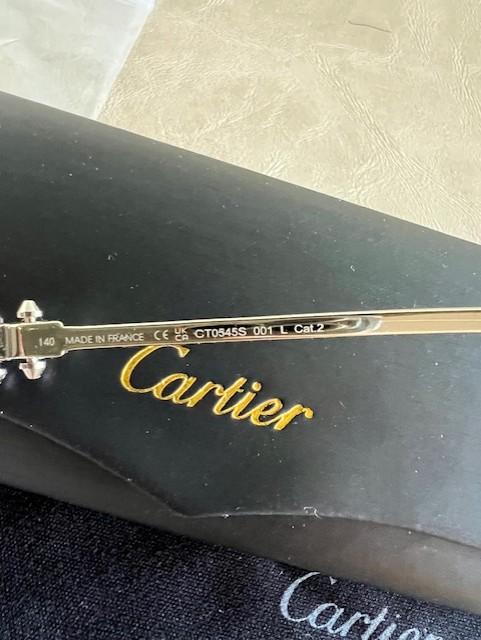 .140 MADE IN FRANCE CE UK CA CT0545S 001 L Cat.2
Cartier
Cartier